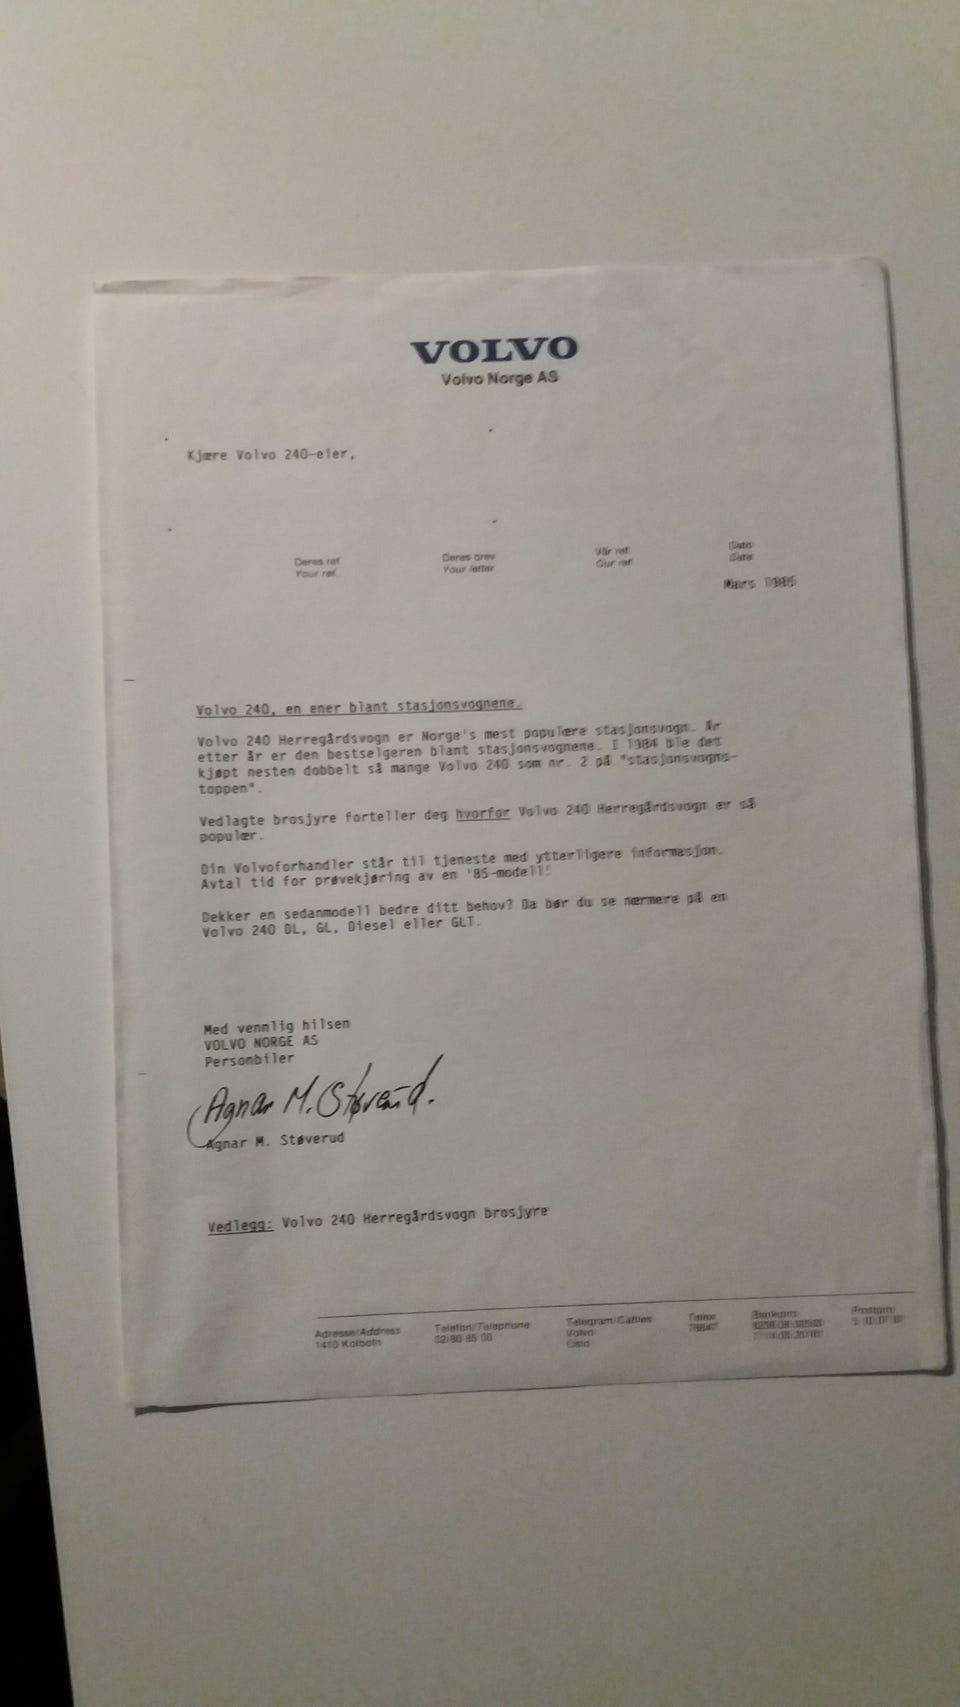 VOLVO
Volvo Norge AS
Kjære Volvo 240-eier,
Deres ref. Deres brev Vår ref. Dato
Your ref. Your letter Our ref. Date
Mars 1985
Volvo 240, en ener blant stasjonsvognene.
Volvo 240 Herregårdsvogn er Norge's mest populære stasjonsvogn. År
etter år er den bestselgeren blant stasjonsvognene. I 1984 ble det
kjøpt nesten dobbelt så mange Volvo 240 som nr. 2 på "stasjonsvogns-
toppen".
Vedlagte brosjyre forteller deg hvorfor Volvo 240 Herregårdsvogn er så
populær.
Din Volvoforhandler står til tjeneste med ytterligere informasjon.
Avtal tid for prøvekjøring av en '85-modell!
Dekker en sedanmodell bedre ditt behov? Da bør du se nærmere på en
Volvo 240 DL, GL, Diesel eller GLT.
Med vennlig hilsen
VOLVO NORGE AS
Personbiler
Agnar M. Støverud.
Agnar M. Støverud
Vedlegg: Volvo 240 Herregårdsvogn brosjyre
Adresse/Address Telefon/Telephone Telegram/Cables Telex Bankgiro Postgiro
1410 Kolbotn 02/80 85 00 Volvo
Oslo